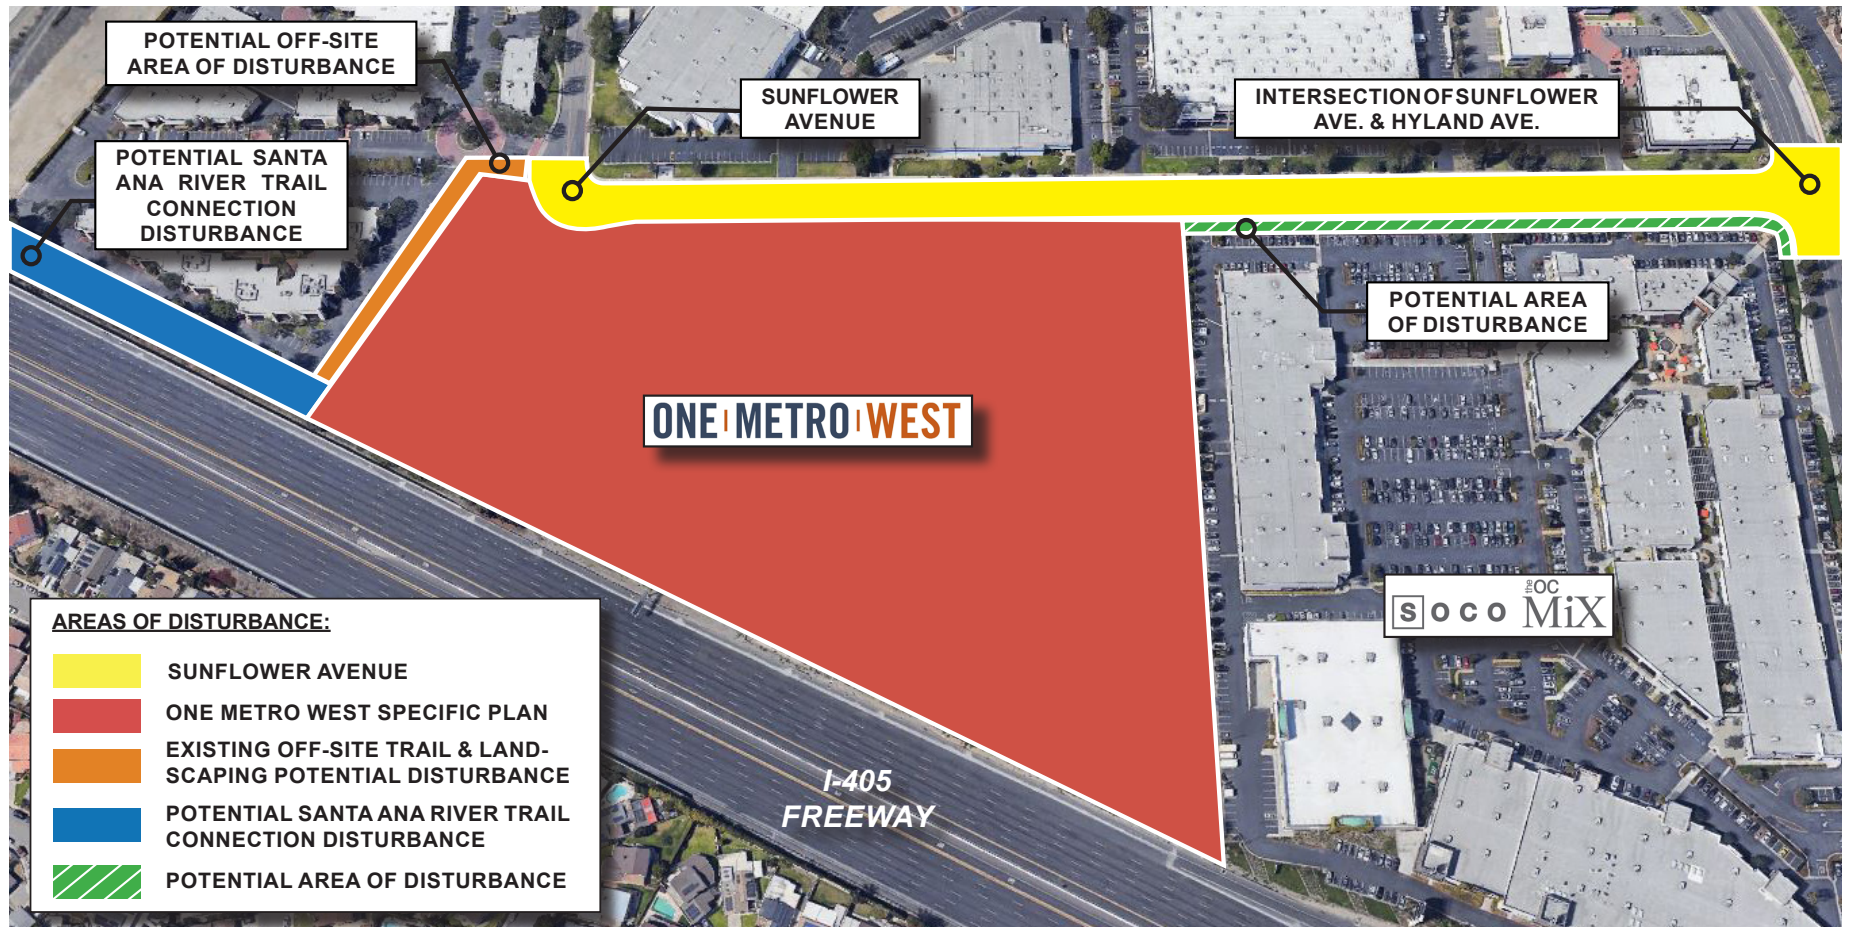 POTENTIAL OFF-SITE
AREA OF DISTURBANCE
SUNFLOWER
AVENUE
INTERSECTION OF SUNFLOWER
AVE. & HYLAND AVE.
POTENTIAL SANTA
ANA RIVER TRAIL
CONNECTION
DISTURBANCE
POTENTIAL AREA
OF DISTURBANCE
ONE METRO WEST
SOCO the OC MiX
I-405
FREEWAY
AREAS OF DISTURBANCE:
SUNFLOWER AVENUE
ONE METRO WEST SPECIFIC PLAN
EXISTING OFF-SITE TRAIL & LAND-
SCAPING POTENTIAL DISTURBANCE
POTENTIAL SANTA ANA RIVER TRAIL
CONNECTION DISTURBANCE
POTENTIAL AREA OF DISTURBANCE